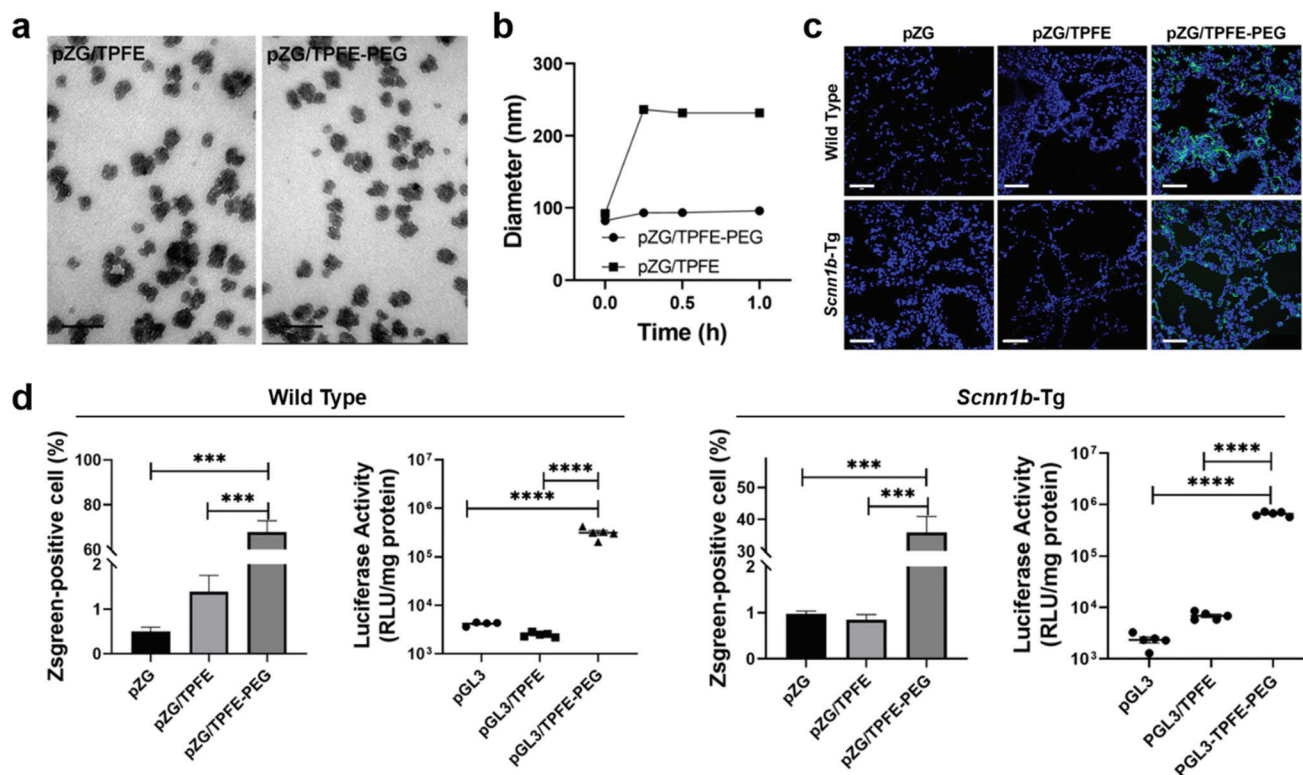 a
pZG/TPFE
pZG/TPFE-PEG
b
300
200
100
0
Diameter (nm)
pZG/TPFE-PEG
pZG/TPFE
0.0
0.5
1.0
Time (h)
c
pZG
pZG/TPFE
pZG/TPFE-PEG
Wild Type
Scnn1b-Tg
d
Wild Type
Zsgreen-positive cell (%)
100
80
60
2
1
0
***
***
pZG
pZG/TPFE
pZG/TPFE-PEG
Luciferase Activity
(RLU/mg protein)
10⁷
10⁶
10⁵
10⁴
10³
****
****
pGL3
pGL3/TPFE
pGL3/TPFE-PEG
Scnn1b-Tg
Zsgreen-positive cell (%)
50
40
30
2
1
0
***
***
pZG
pZG/TPFE
pZG/TPFE-PEG
Luciferase Activity
(RLU/mg protein)
10⁷
10⁶
10⁵
10⁴
10³
****
****
pGL3
PGL3/TPFE
PGL3-TPFE-PEG